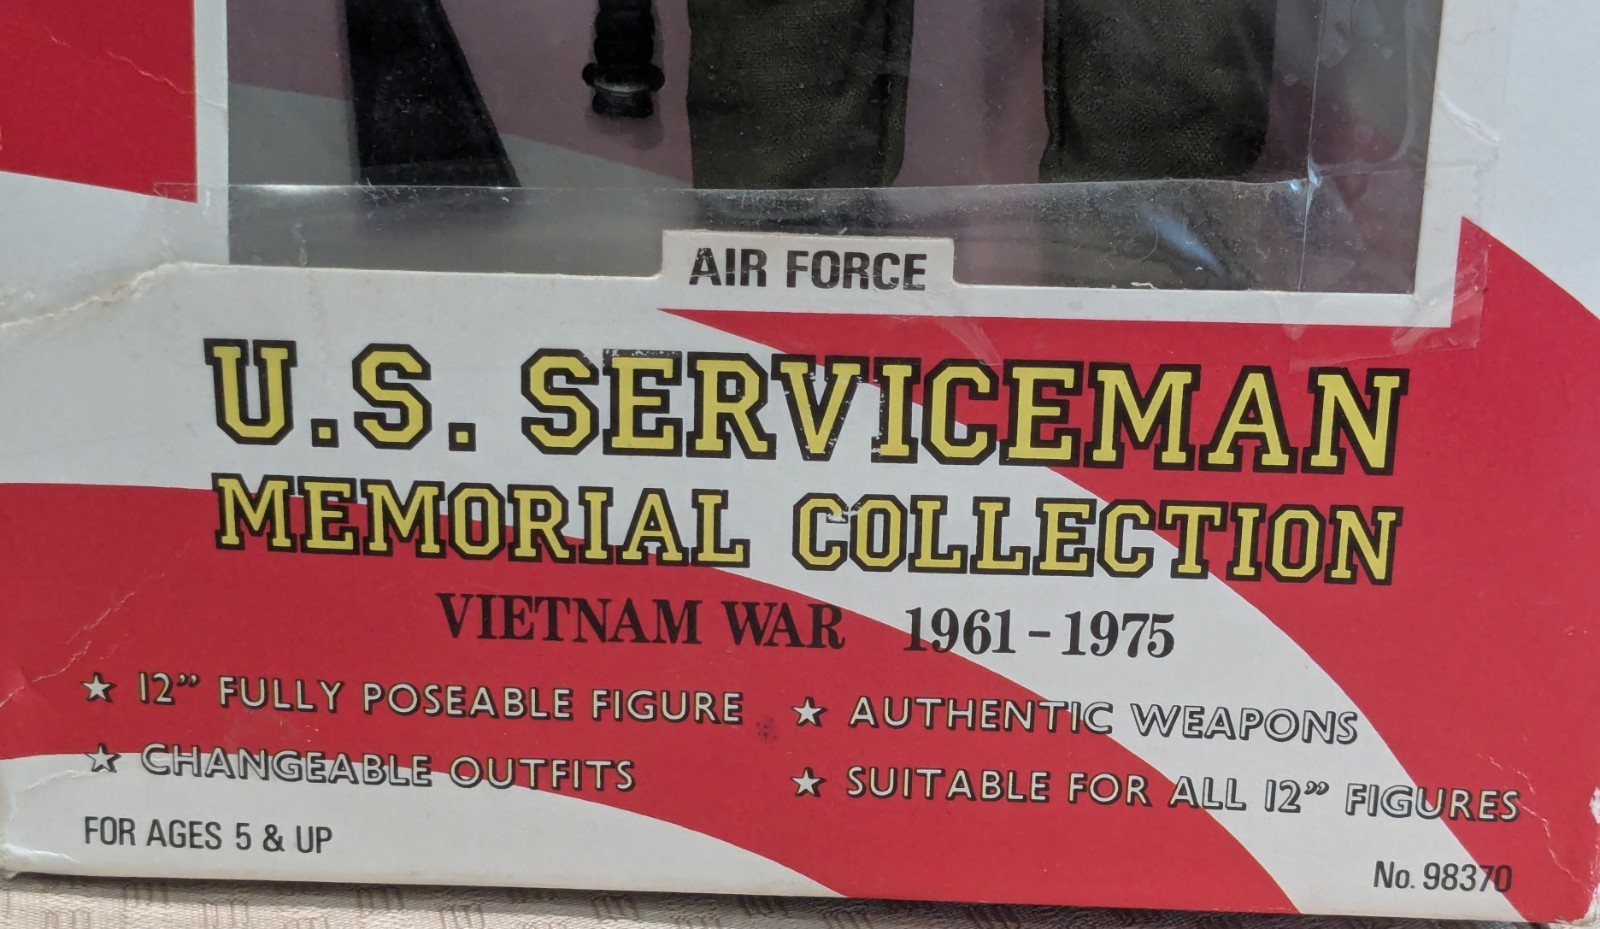 AIR FORCE
U.S. SERVICEMAN
MEMORIAL COLLECTION
VIETNAM WAR 1961-1975
★ 12” FULLY POSEABLE FIGURE
★ CHANGEABLE OUTFITS
★ AUTHENTIC WEAPONS
★ SUITABLE FOR ALL 12” FIGURES
FOR AGES 5 & UP
No. 98370